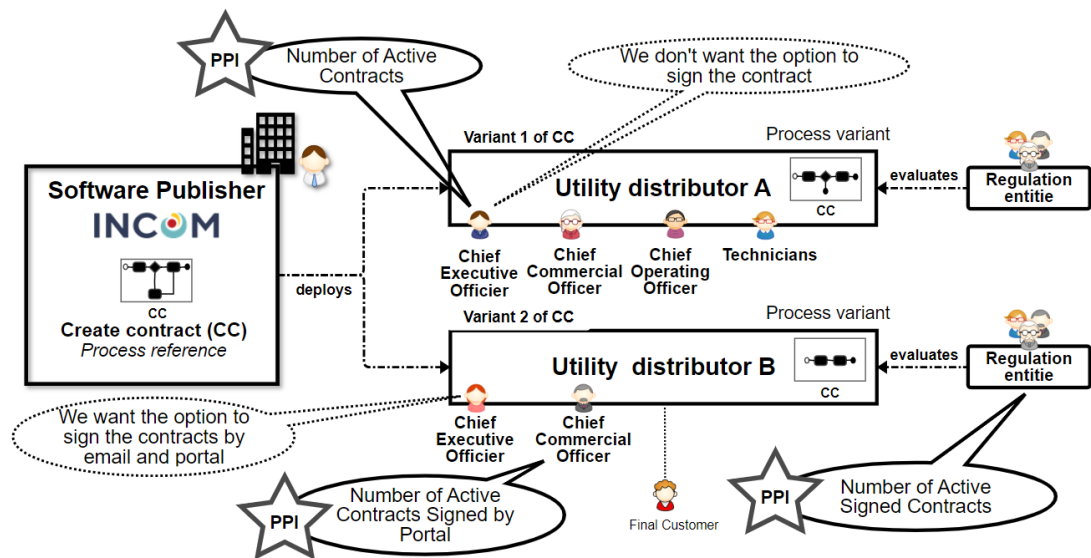 PPI
Number of Active
Contracts
We don't want the option to
sign the contract
Variant 1 of CC
Process variant
Software Publisher
INCOM
CC
Create contract (CC)
Process reference
deploys
Utility distributor A
CC
evaluates
Regulation
entitie
Chief
Executive
Officier
Chief
Commercial
Officer
Chief
Operating
Officer
Technicians
Variant 2 of CC
Process variant
Utility distributor B
CC
evaluates
Regulation
entitie
We want the option to
sign the contracts by
email and portal
Chief
Executive
Officier
Chief
Commercial
Officer
PPI
Number of Active
Contracts Signed by
Portal
Final Customer
PPI
Number of Active
Signed Contracts